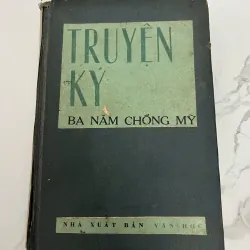 TRUYỆN
KÝ
BA NĂM CHỐNG MỸ
NHÀ XUẤT BẢN VĂN HỌC